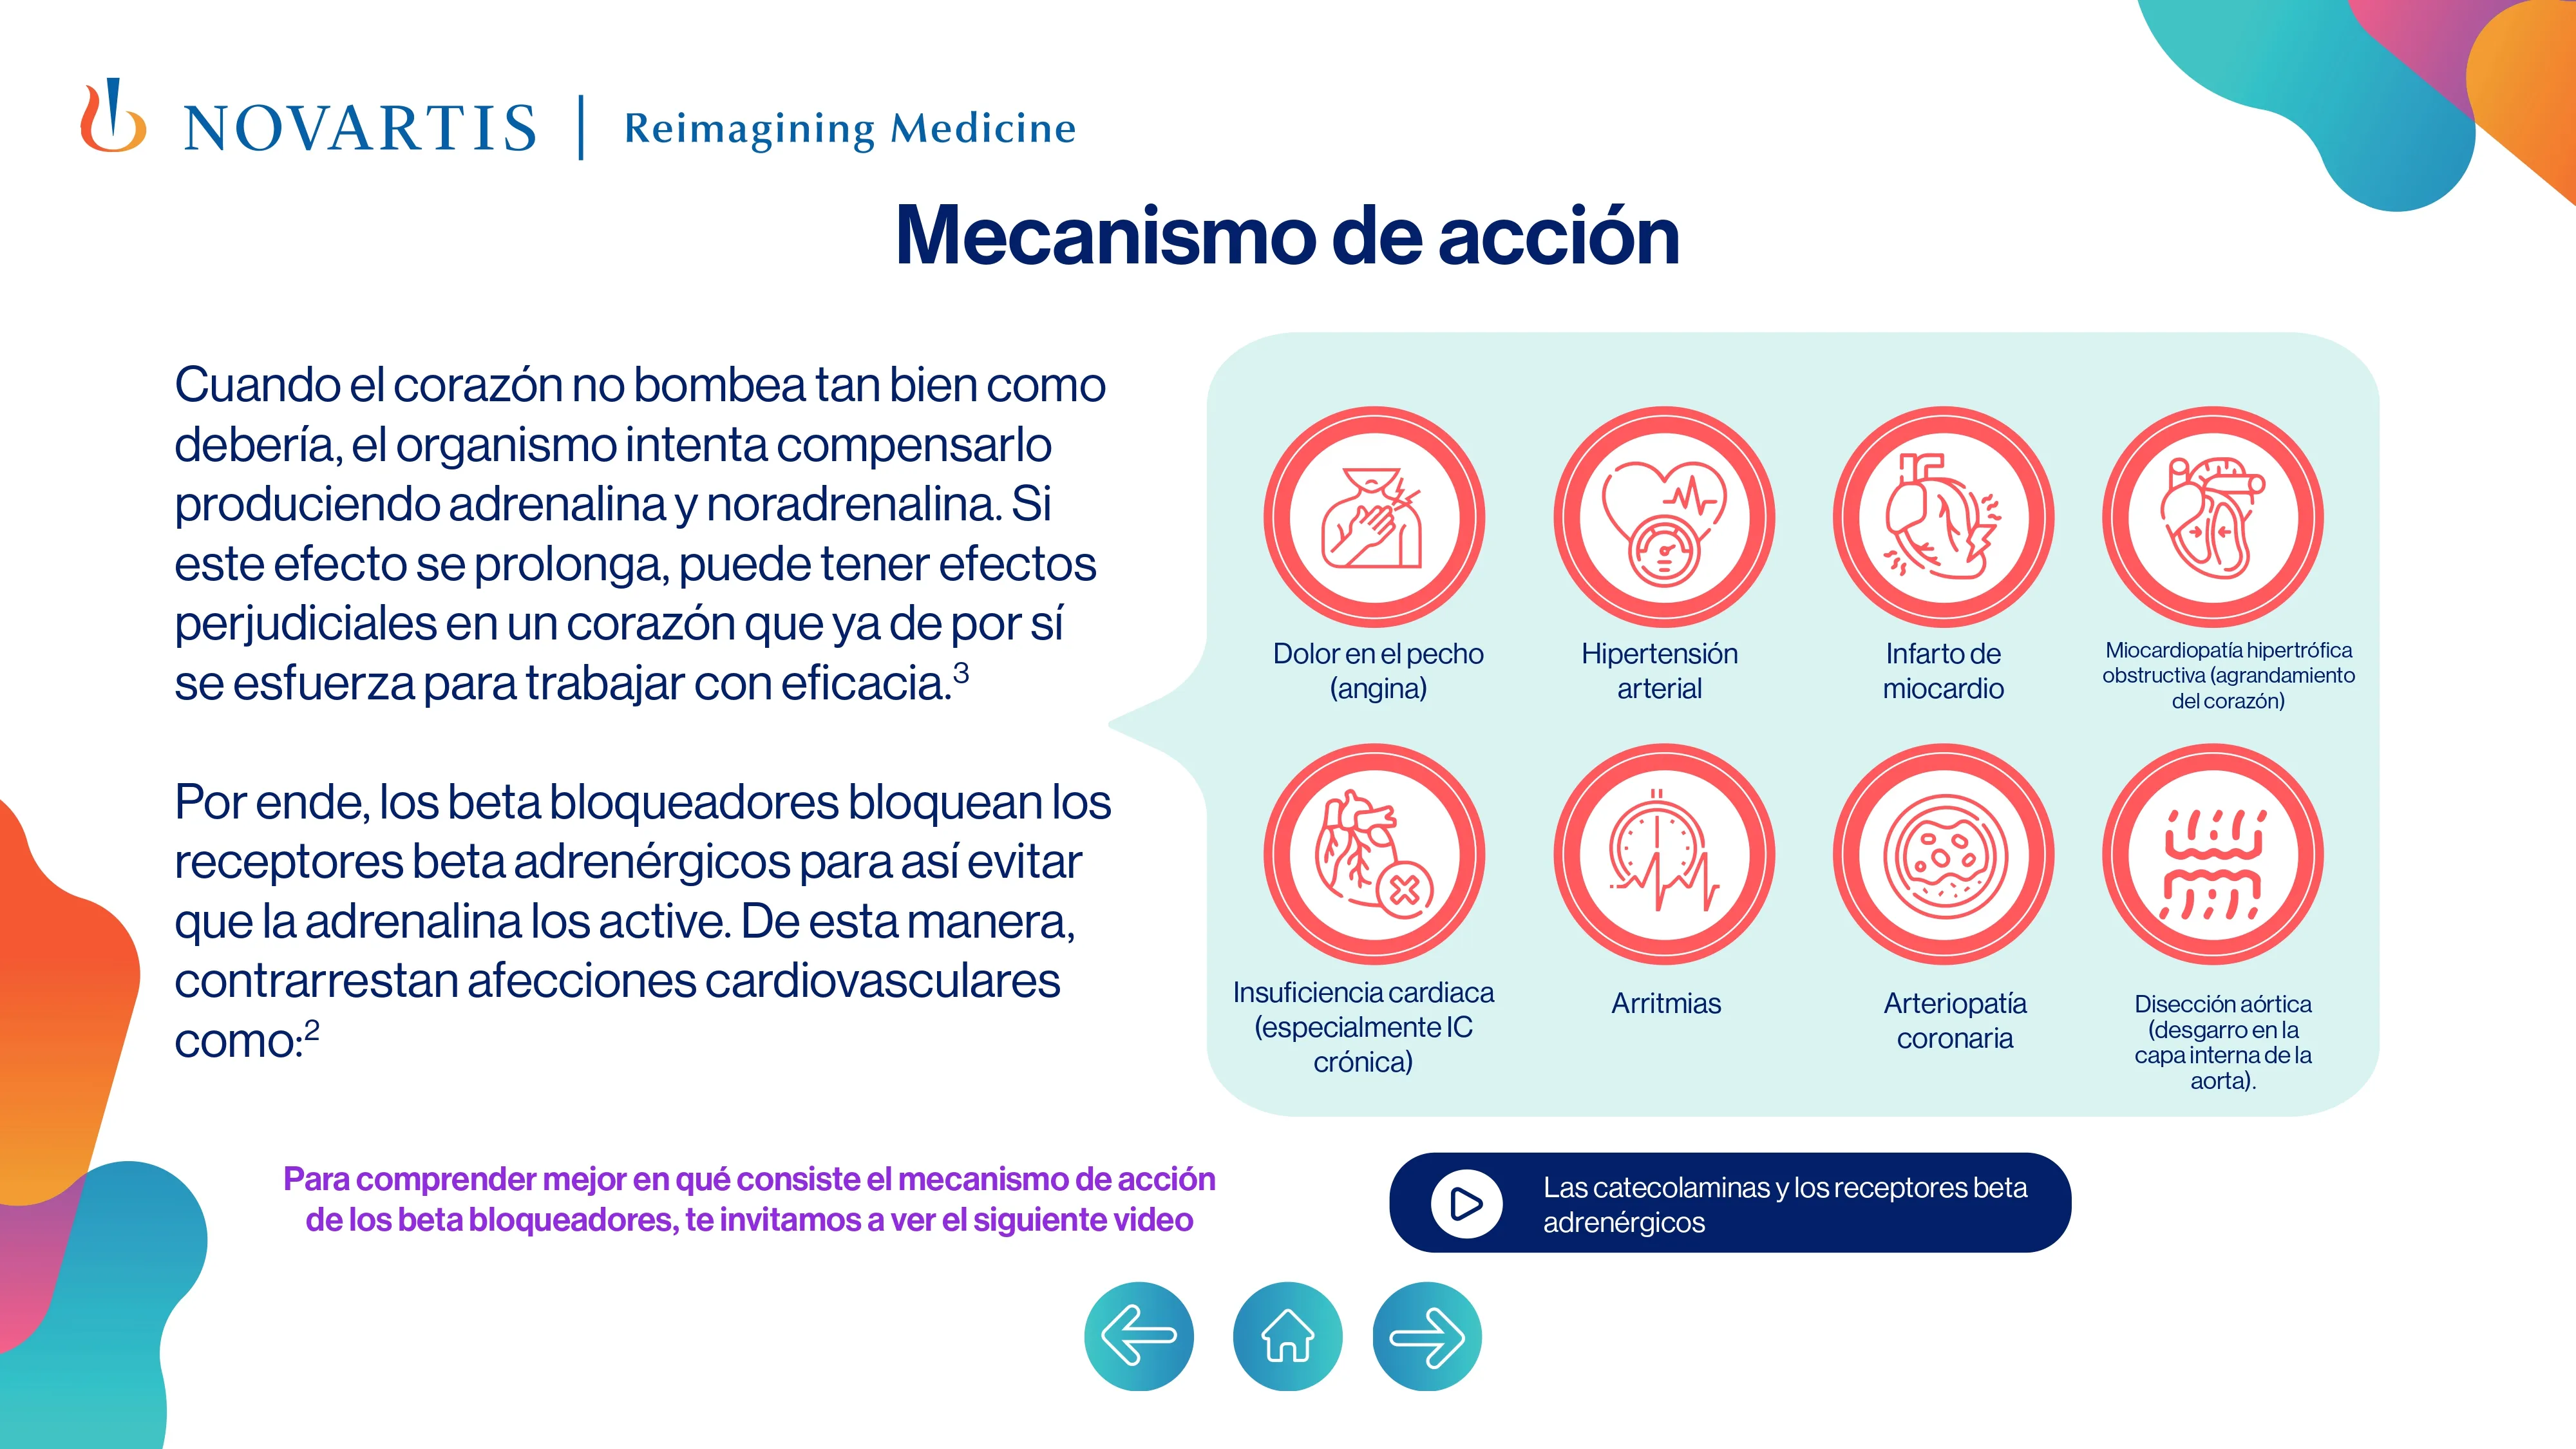 NOVARTIS | Reimagining Medicine
Mecanismo de acción
Cuando el corazón no bombea tan bien como
debería, el organismo intenta compensarlo
produciendo adrenalina y noradrenalina. Si
este efecto se prolonga, puede tener efectos
perjudiciales en un corazón que ya de por sí
se esfuerza para trabajar con eficacia.³
Por ende, los beta bloqueadores bloquean los
receptores beta adrenérgicos para así evitar
que la adrenalina los active. De esta manera,
contrarrestan afecciones cardiovasculares
como:²
Dolor en el pecho
(angina)
Hipertensión
arterial
Infarto de
miocardio
Miocardiopatía hipertrófica
obstructiva (agrandamiento
del corazón)
Insuficiencia cardiaca
(especialmente IC
crónica)
Arritmias
Arteriopatía
coronaria
Disección aórtica
(desgarro en la
capa interna de la
aorta).
Para comprender mejor en qué consiste el mecanismo de acción
de los beta bloqueadores, te invitamos a ver el siguiente video
Las catecolaminas y los receptores beta
adrenérgicos